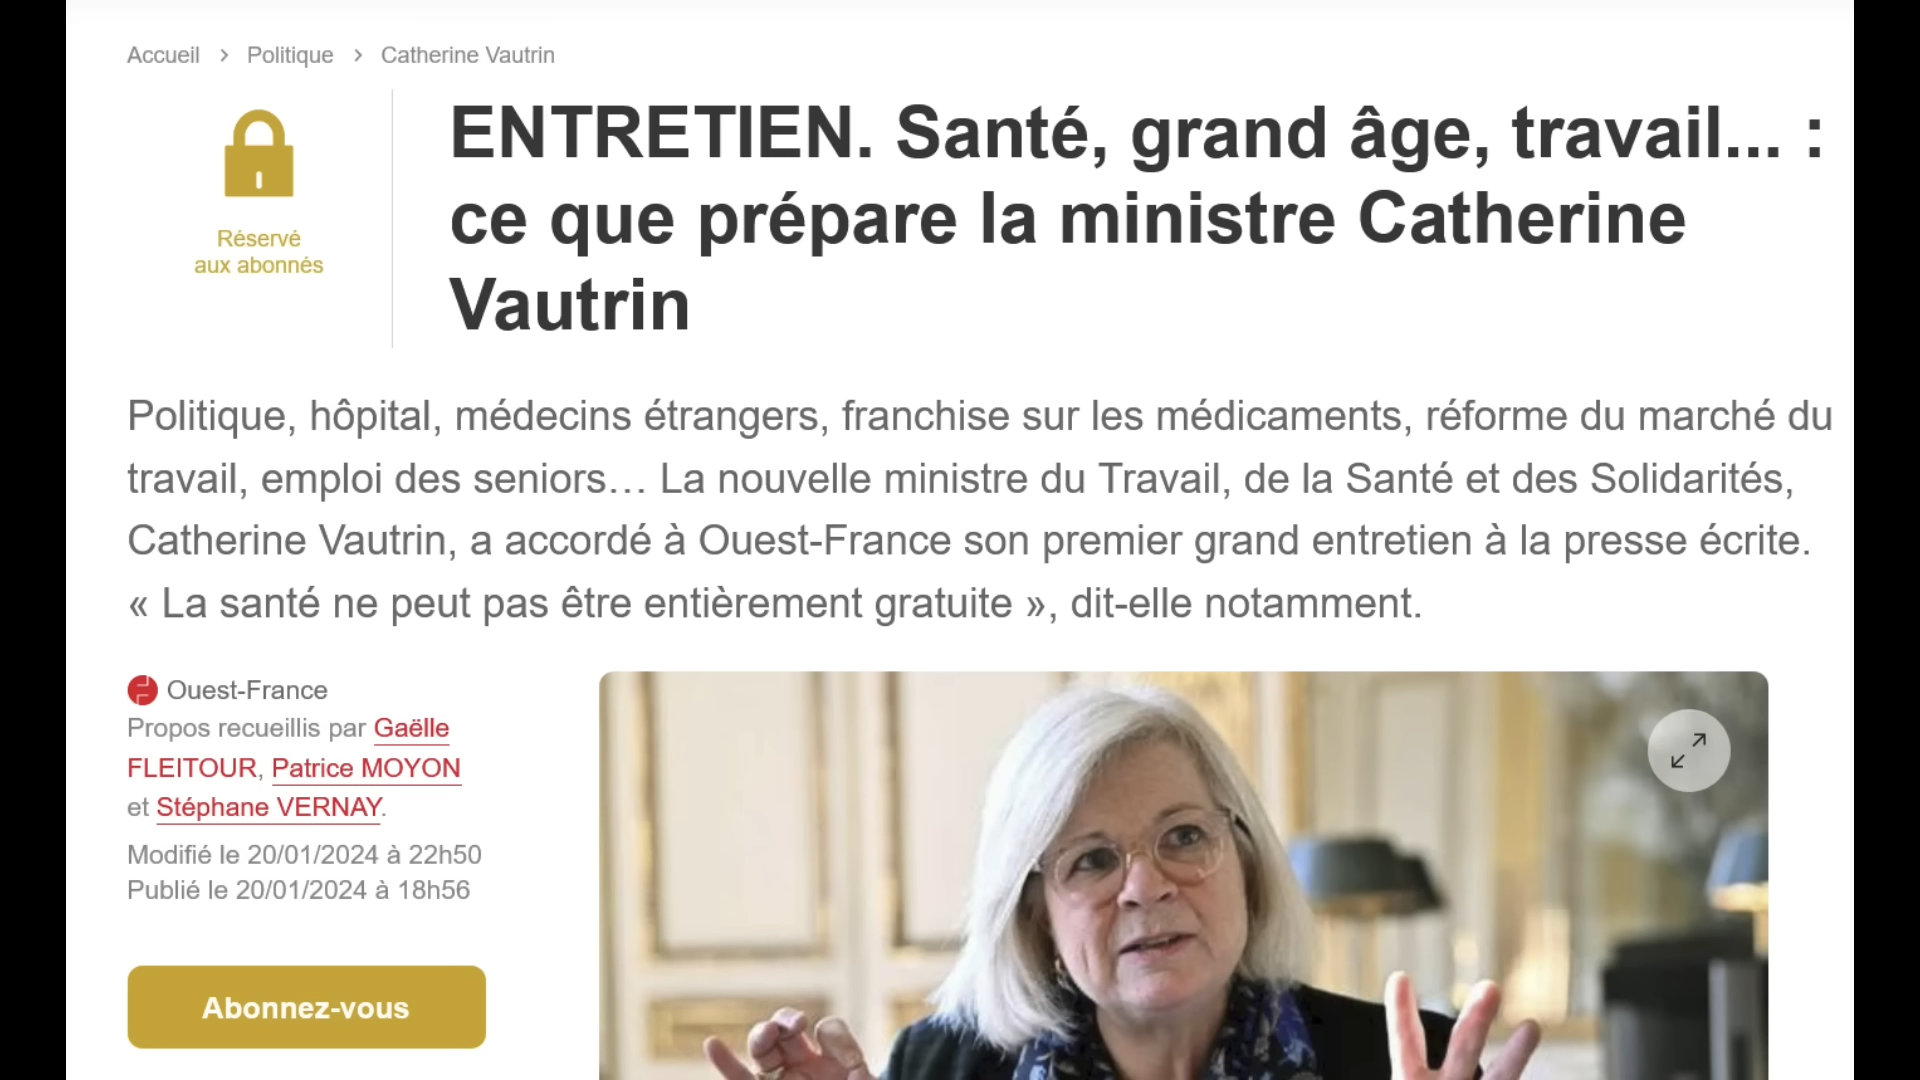 Accueil > Politique > Catherine Vautrin
Réservé
aux abonnés
ENTRETIEN. Santé, grand âge, travail... :
ce que prépare la ministre Catherine
Vautrin
Politique, hôpital, médecins étrangers, franchise sur les médicaments, réforme du marché du
travail, emploi des seniors… La nouvelle ministre du Travail, de la Santé et des Solidarités,
Catherine Vautrin, a accordé à Ouest-France son premier grand entretien à la presse écrite.
« La santé ne peut pas être entièrement gratuite », dit-elle notamment.
Ouest-France
Propos recueillis par Gaëlle
FLEITOUR, Patrice MOYON
et Stéphane VERNAY.
Modifié le 20/01/2024 à 22h50
Publié le 20/01/2024 à 18h56
Abonnez-vous